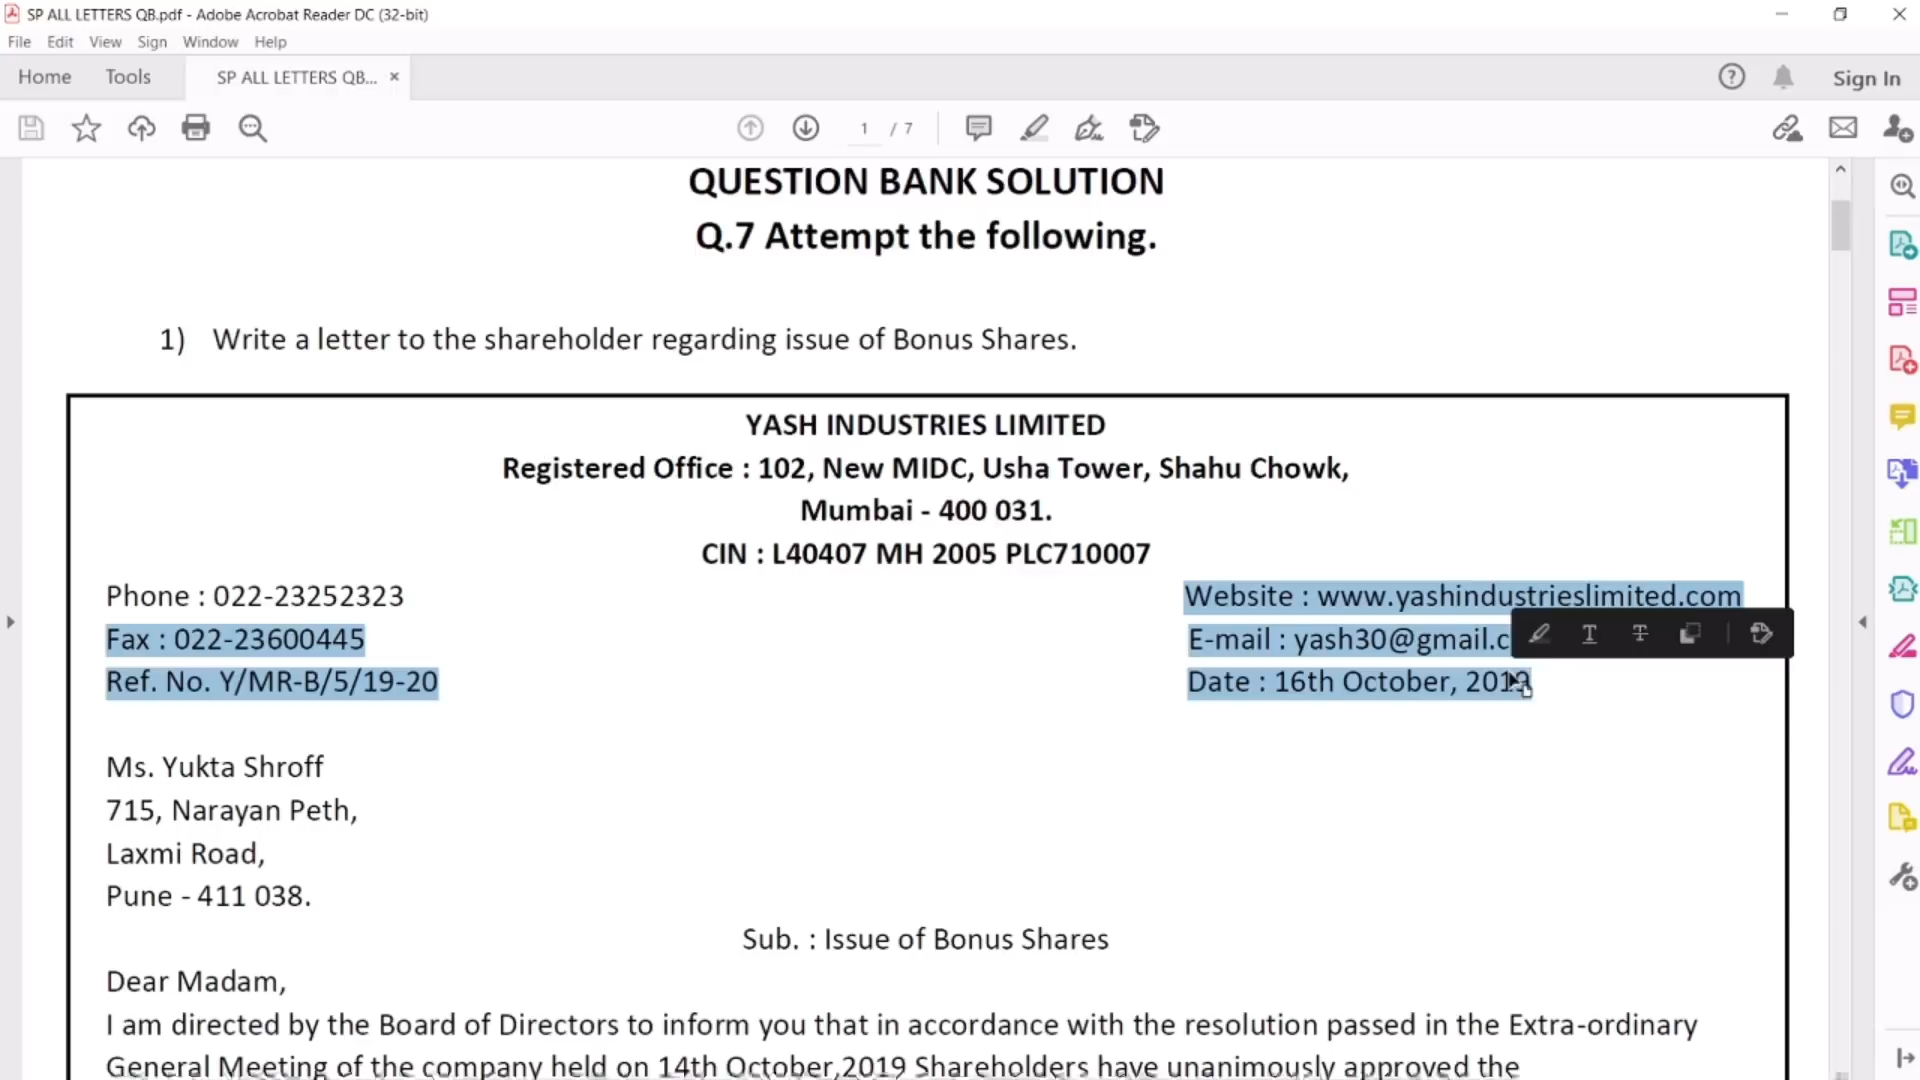 SP ALL LETTERS QB.pdf - Adobe Acrobat Reader DC (32-bit)
File Edit View Sign Window Help
Home Tools SP ALL LETTERS QB... × Sign In
1 / 7
QUESTION BANK SOLUTION
Q.7 Attempt the following.
1) Write a letter to the shareholder regarding issue of Bonus Shares.
YASH INDUSTRIES LIMITED
Registered Office : 102, New MIDC, Usha Tower, Shahu Chowk,
Mumbai - 400 031.
CIN : L40407 MH 2005 PLC710007
Phone : 022-23252323 Website : www.yashindustrieslimited.com
Fax : 022-23600445 E-mail : yash30@gmail.c
Ref. No. Y/MR-B/5/19-20 Date : 16th October, 2019
Ms. Yukta Shroff
715, Narayan Peth,
Laxmi Road,
Pune - 411 038.
Sub. : Issue of Bonus Shares
Dear Madam,
I am directed by the Board of Directors to inform you that in accordance with the resolution passed in the Extra-ordinary
General Meeting of the company held on 14th October,2019 Shareholders have unanimously approved the